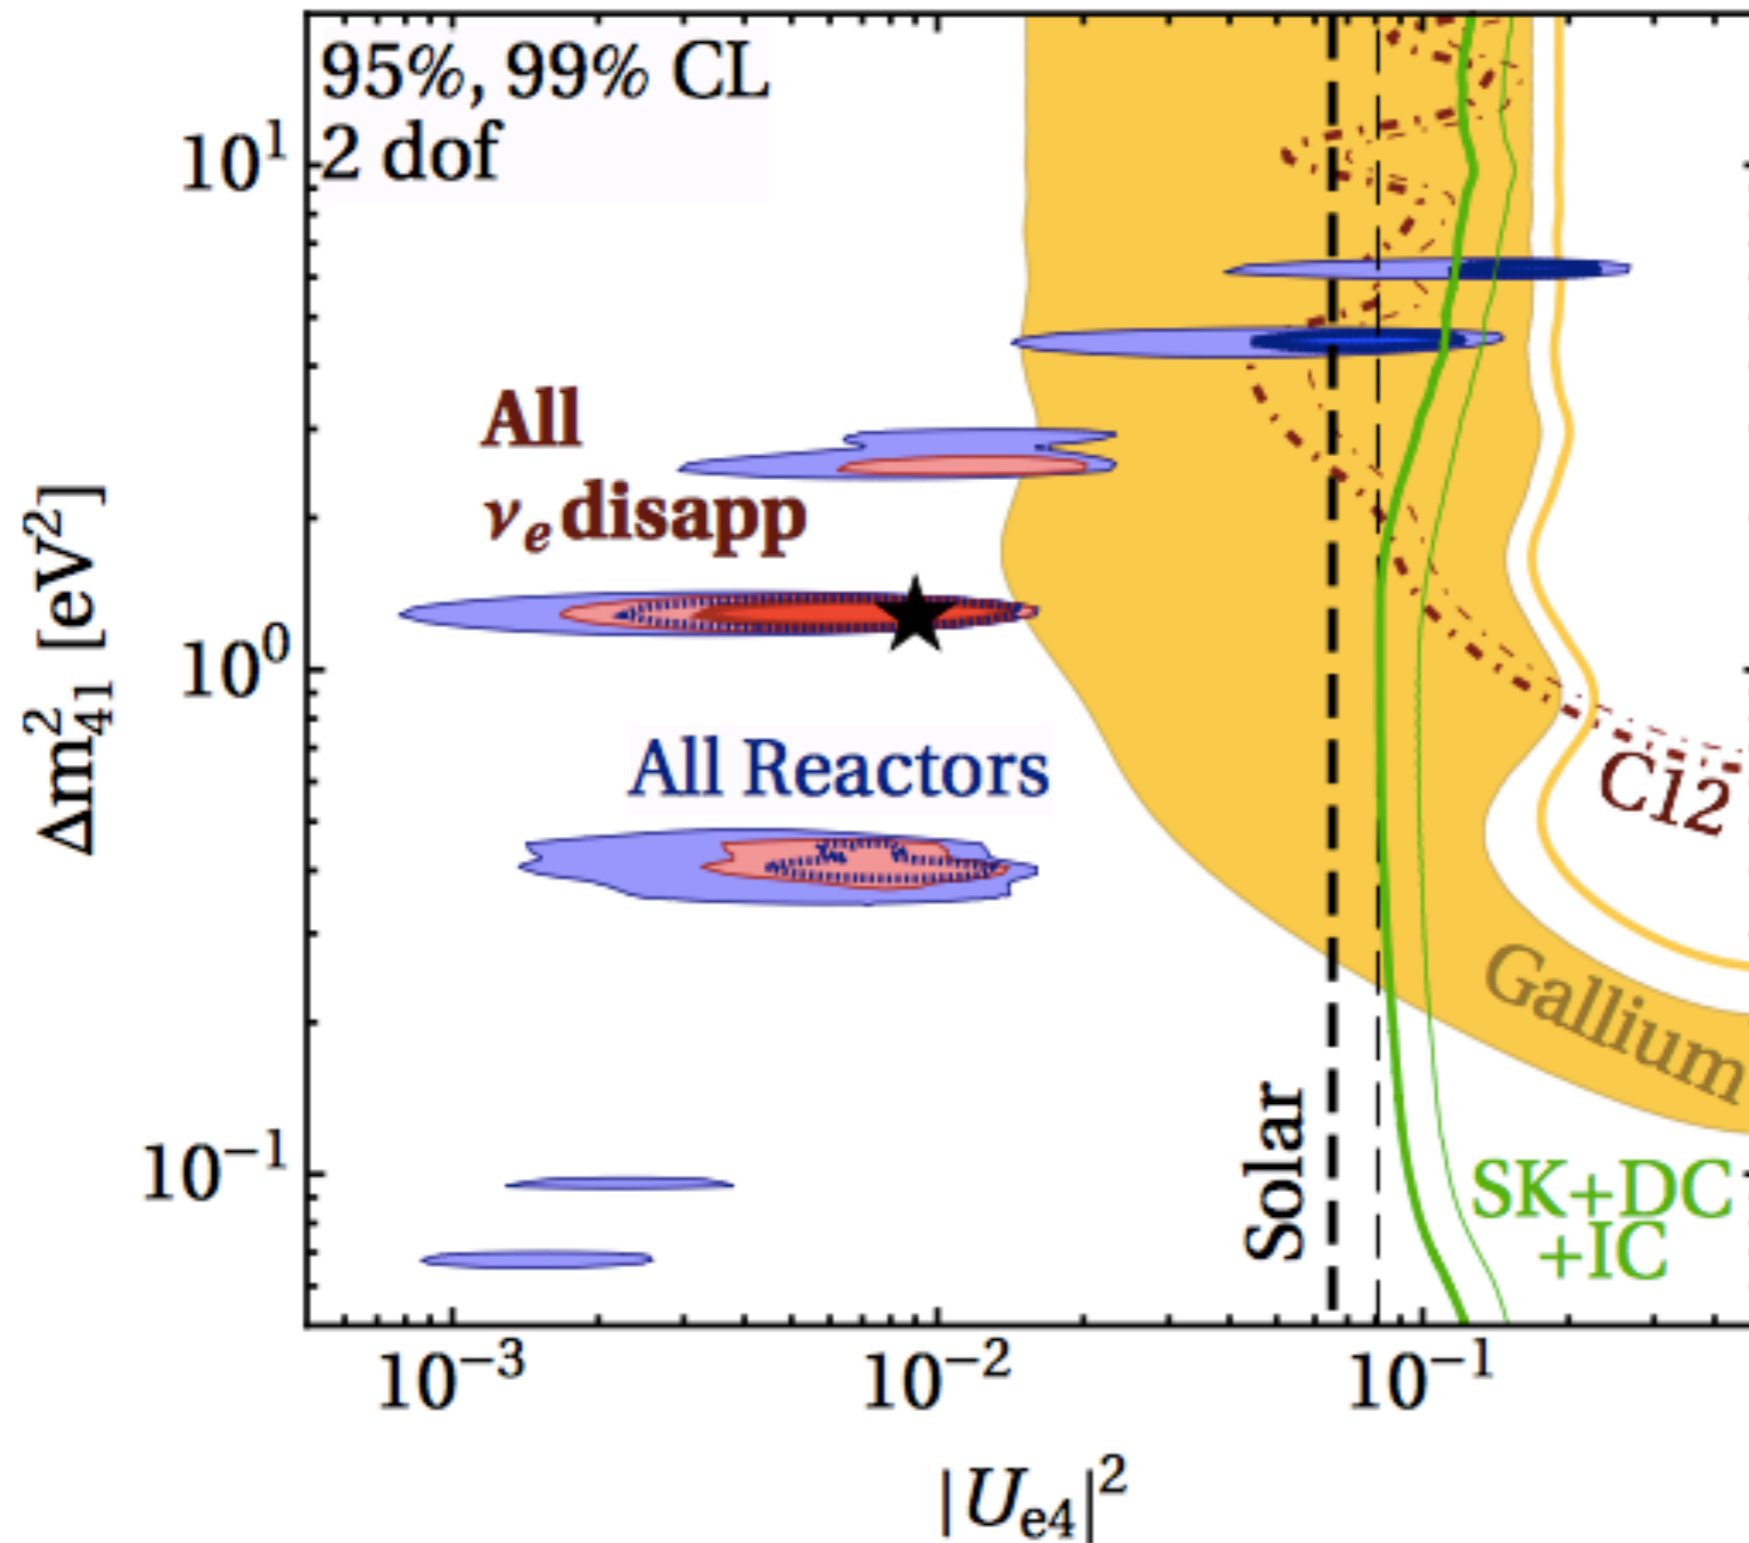 95%, 99% CL
2 dof
10¹
10⁰
10⁻¹
Δm²₄₁ [eV²]
All
νₑ disapp
All Reactors
C12
Gallium
Solar
SK+DC
+IC
10⁻³
10⁻²
10⁻¹
|Uₑ₄|²